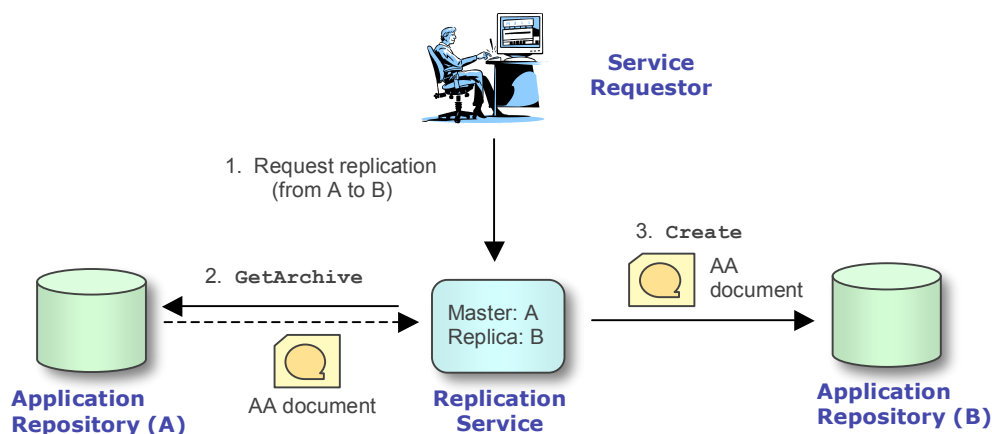 Service
Requestor
1. Request replication
(from A to B)
3. Create
AA
document
2. GetArchive
Master: A
Replica: B
AA document
Application
Repository (A)
Replication
Service
Application
Repository (B)